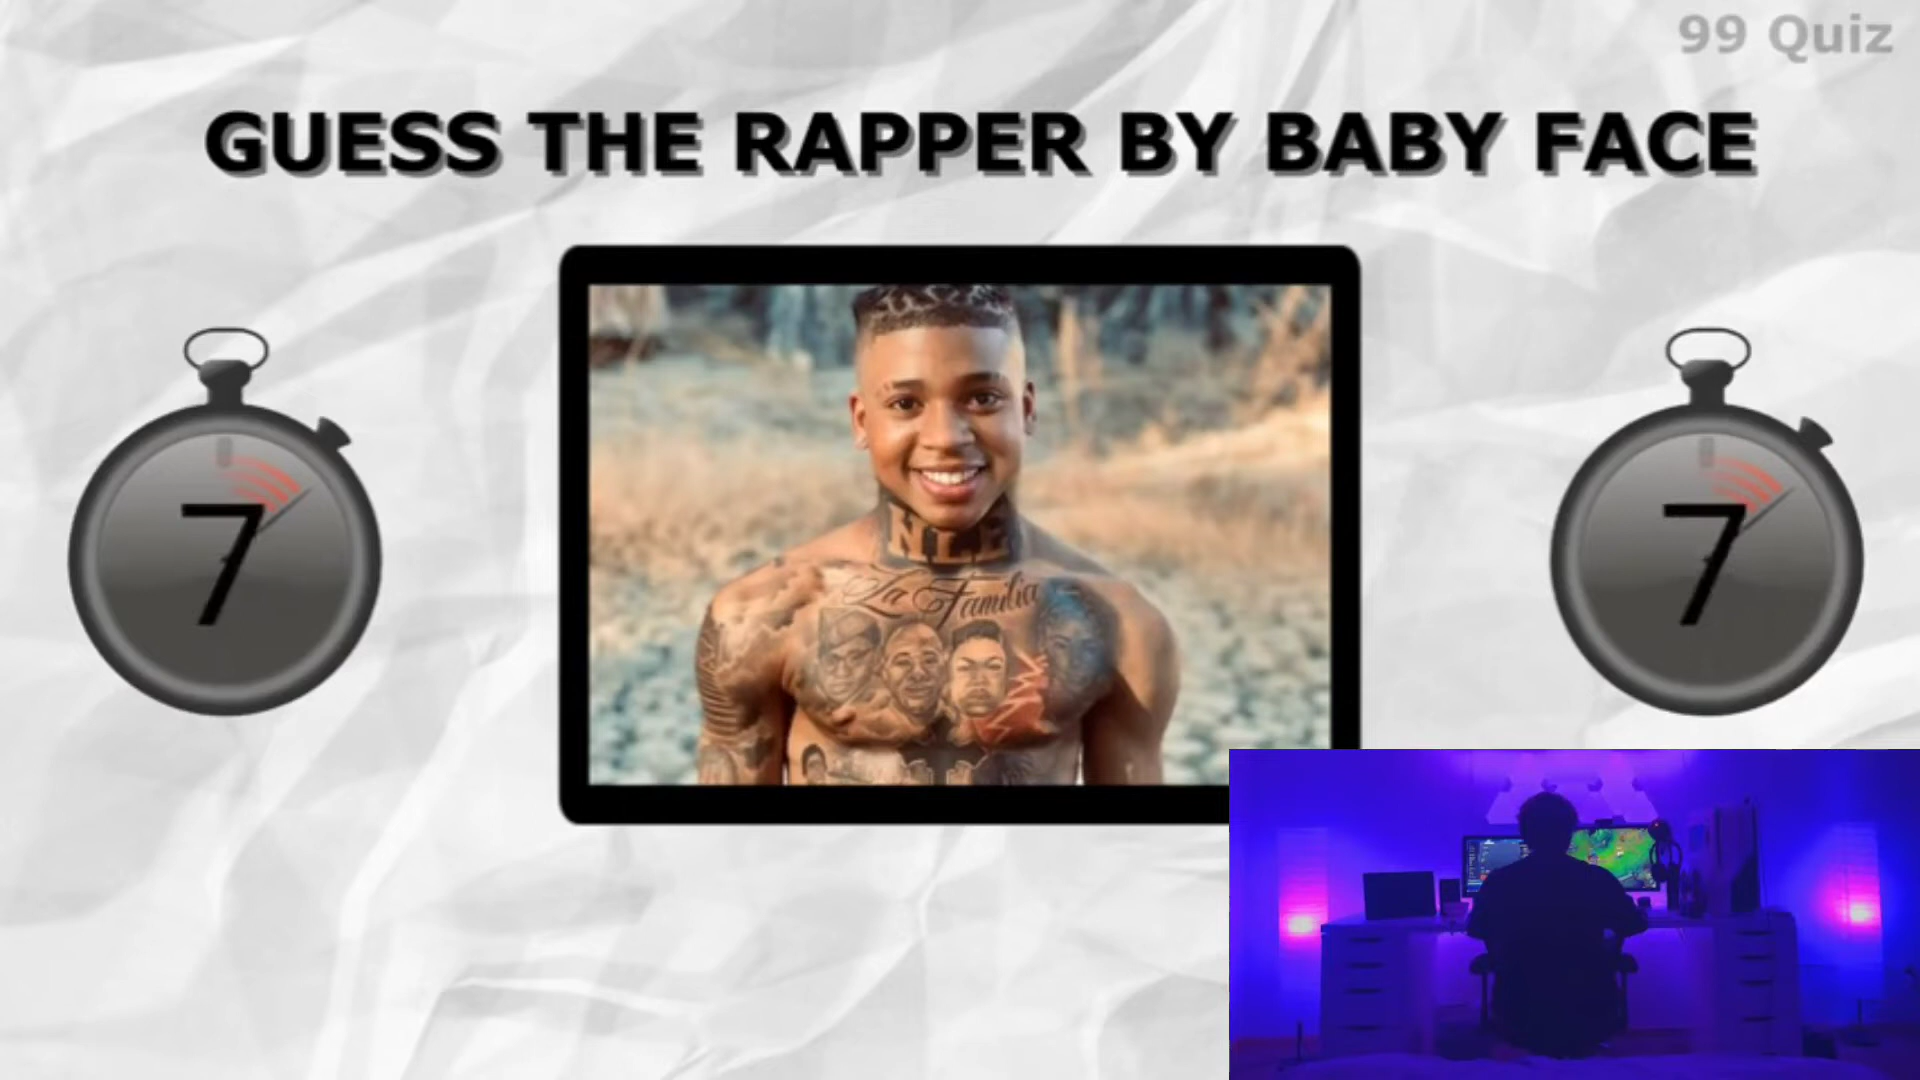 99 Quiz
GUESS THE RAPPER BY BABY FACE
7
7
NLE
La Familia